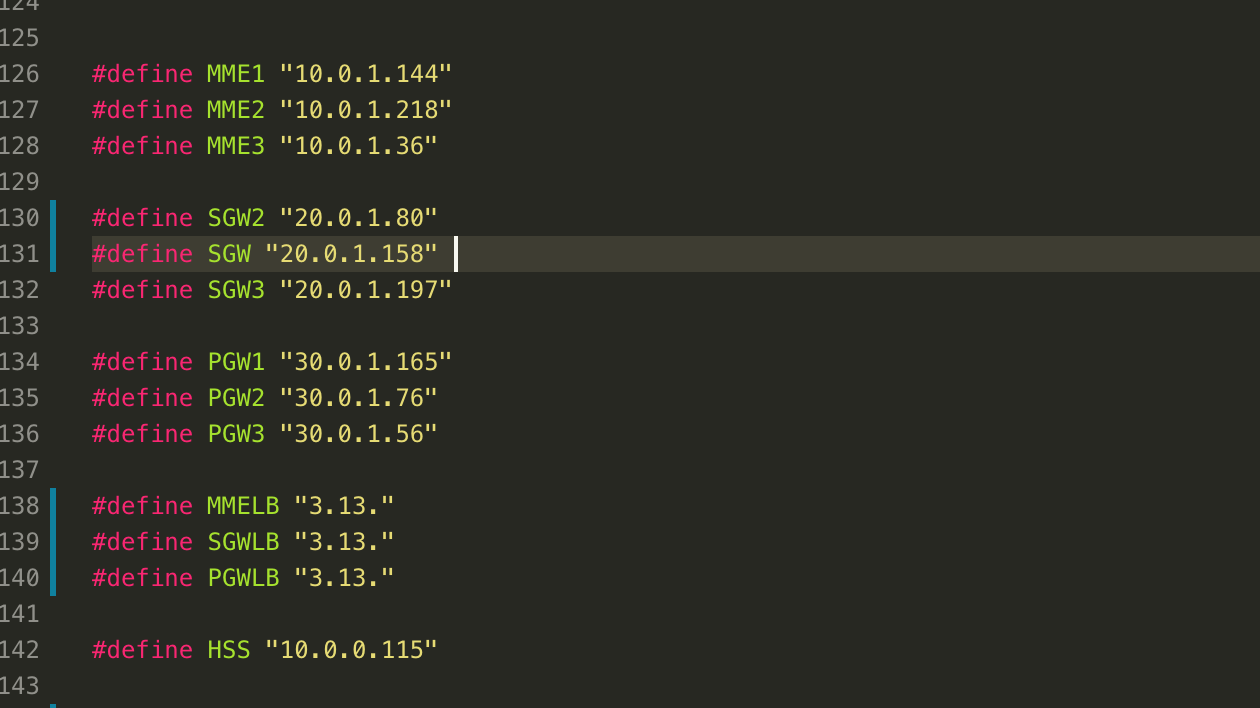 124
125
126 #define MME1 "10.0.1.144"
127 #define MME2 "10.0.1.218"
128 #define MME3 "10.0.1.36"
129
130 #define SGW2 "20.0.1.80"
131 #define SGW "20.0.1.158"
132 #define SGW3 "20.0.1.197"
133
134 #define PGW1 "30.0.1.165"
135 #define PGW2 "30.0.1.76"
136 #define PGW3 "30.0.1.56"
137
138 #define MMELB "3.13."
139 #define SGWLB "3.13."
140 #define PGWLB "3.13."
141
142 #define HSS "10.0.0.115"
143